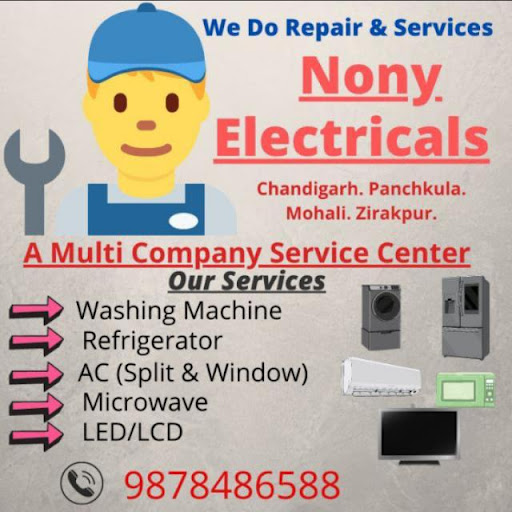 We Do Repair & Services
Nony
Electricals
Chandigarh. Panchkula.
Mohali. Zirakpur.
A Multi Company Service Center
Our Services
Washing Machine
Refrigerator
AC (Split & Window)
Microwave
LED/LCD
9878486588